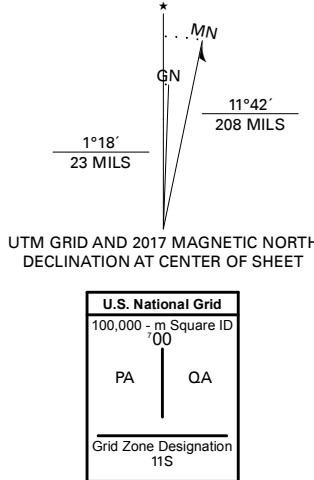 ★
MN
GN
11°42´
208 MILS
1°18´
23 MILS
UTM GRID AND 2017 MAGNETIC NORTH
DECLINATION AT CENTER OF SHEET
U.S. National Grid
100,000 - m Square ID
⁷00
PA QA
Grid Zone Designation
11S